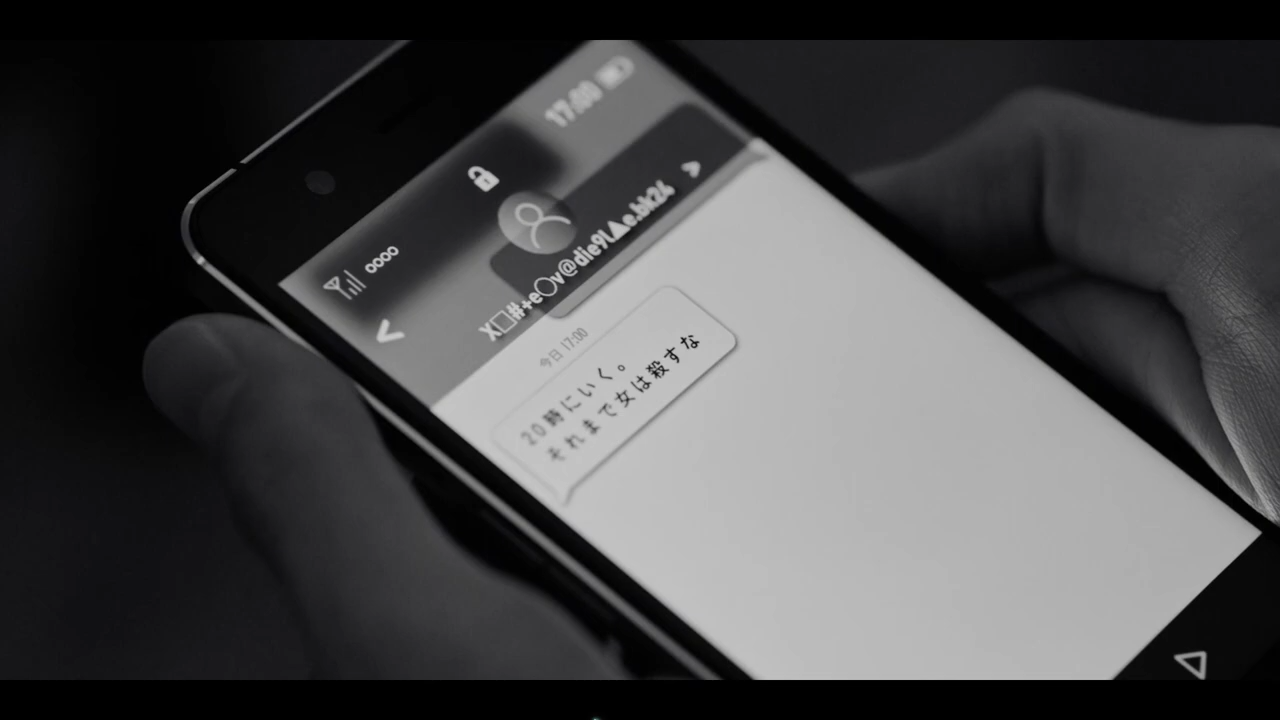 17:00
X□#+e○v@die9l▲e.bk24
今日 17:00
20時にいく。
それまで女は殺すな